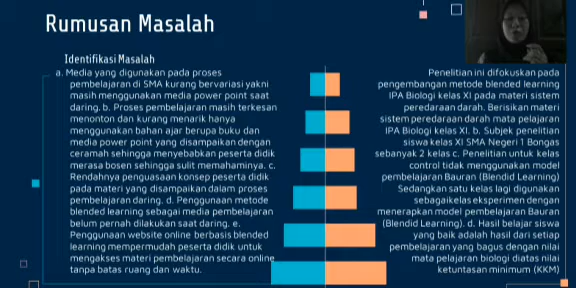 Rumusan Masalah
Identifikasi Masalah
a. Media yang digunakan pada proses
pembelajaran di SMA kurang bervariasi yakni
masih menggunakan media power point saat
daring. b. Proses pembelajaran masih terkesan
menonton dan kurang menarik hanya
menggunakan bahan ajar berupa buku dan
media power point yang disampaikan dengan
ceramah sehingga menyebabkan peserta didik
merasa bosen sehingga sulit memahaminya. c.
Rendahnya penguasaan konsep peserta didik
pada materi yang disampaikan dalam proses
pembelajaran daring. d. Penggunaan metode
blended learning sebagai media pembelajaran
belum pernah dilakukan saat daring. e.
Penggunaan website online berbasis blended
learning mempermudah peserta didik untuk
mengakses materi pembelajaran secara online
tanpa batas ruang dan waktu.
Penelitian ini difokuskan pada
pengembangan metode blended learning
IPA Biologi kelas XI pada materi sistem
peredaraan darah. Berisikan materi
sistem peredaraan darah mata pelajaran
IPA Biologi kelas XI. b. Subjek penelitian
siswa kelas XI SMA Negeri 1 Bongas
sebanyak 2 kelas c. Penelitian untuk kelas
control tidak menggunakan model
pembelajaran Bauran (Blendid Learning)
Sedangkan satu kelas lagi digunakan
sebagaikelas eksperimen dengan
menerapkan model pembelajaran Bauran
(Blendid Learning). d. Hasil belajar siswa
yang baik adalah hasil dari setiap
pembelajaran yang bagus dengan nilai
mata pelajaran biologi diatas nilai
ketuntasan minimum (KKM)